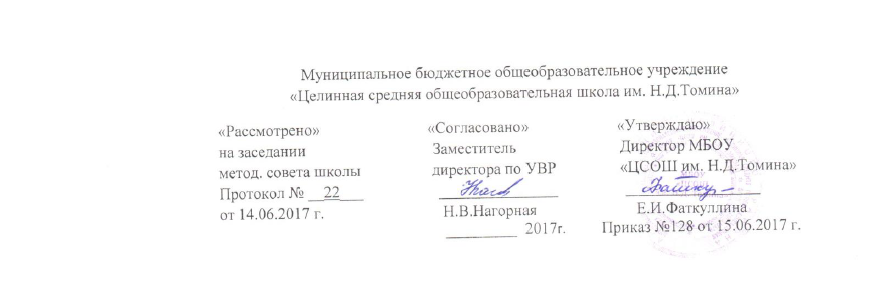 Муниципальное бюджетное общеобразовательное учреждение
«Целинная средняя общеобразовательная школа им. Н.Д.Томина»
«Рассмотрено»
на заседании
метод. совета школы
Протокол № __22___
от 14.06.2017 г.
«Согласовано»
Заместитель
директора по УВР
Н.В.Нагорная
_________ 2017г.
«Утверждаю»
Директор МБОУ
«ЦСОШ им. Н.Д.Томина»
Е.И.Фаткуллина
Приказ №128 от 15.06.2017 г.